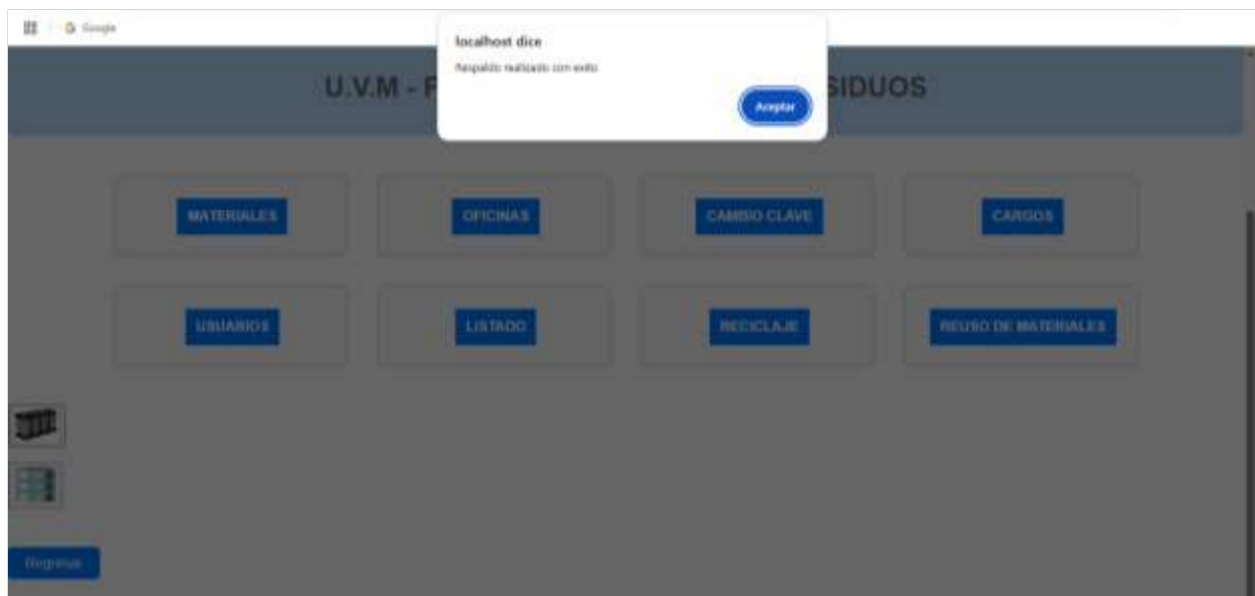 Google
localhost dice
Respaldo realizado con exito
Aceptar
U.V.M - F SIDUOS
MATERIALES
OFICINAS
CAMBIO CLAVE
CARGOS
USUARIOS
LISTADO
RECICLAJE
REUSO DE MATERIALES
Regresar